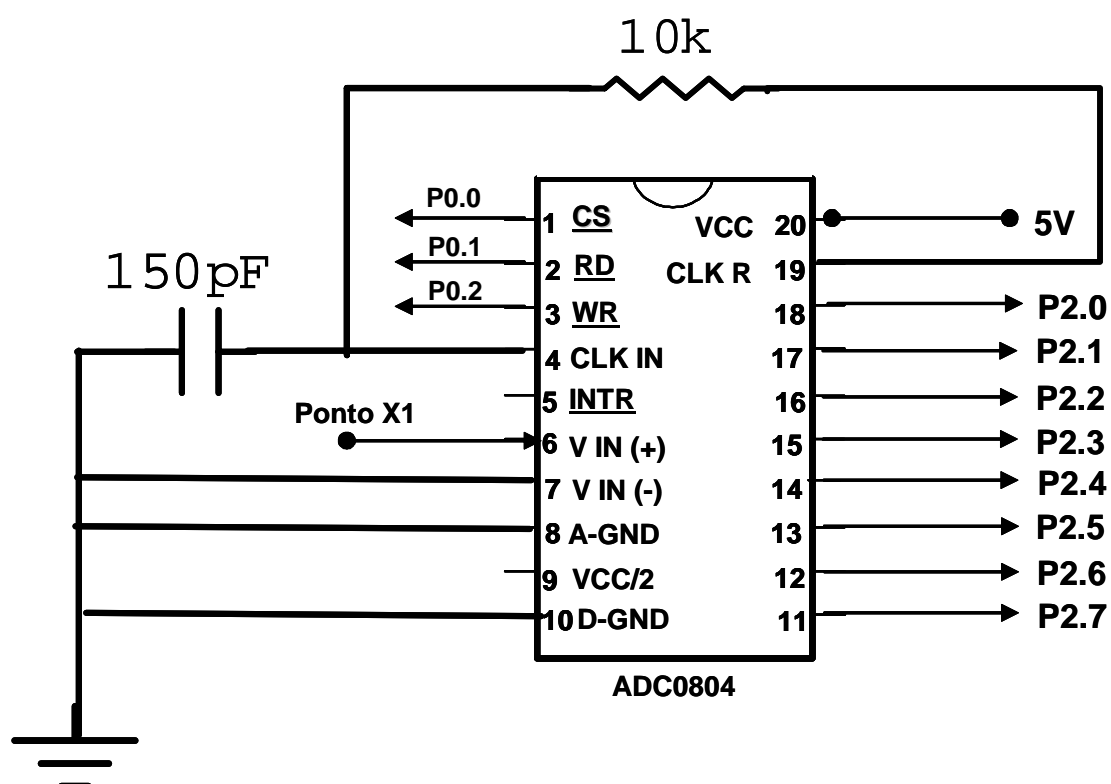 10k
P0.0
1 CS VCC 20 5V
P0.1
2 RD CLK R 19
150pF
P0.2
3 WR 18 P2.0
4 CLK IN 17 P2.1
5 INTR 16 P2.2
Ponto X1
6 V IN (+) 15 P2.3
7 V IN (-) 14 P2.4
8 A-GND 13 P2.5
9 VCC/2 12 P2.6
10 D-GND 11 P2.7
ADC0804